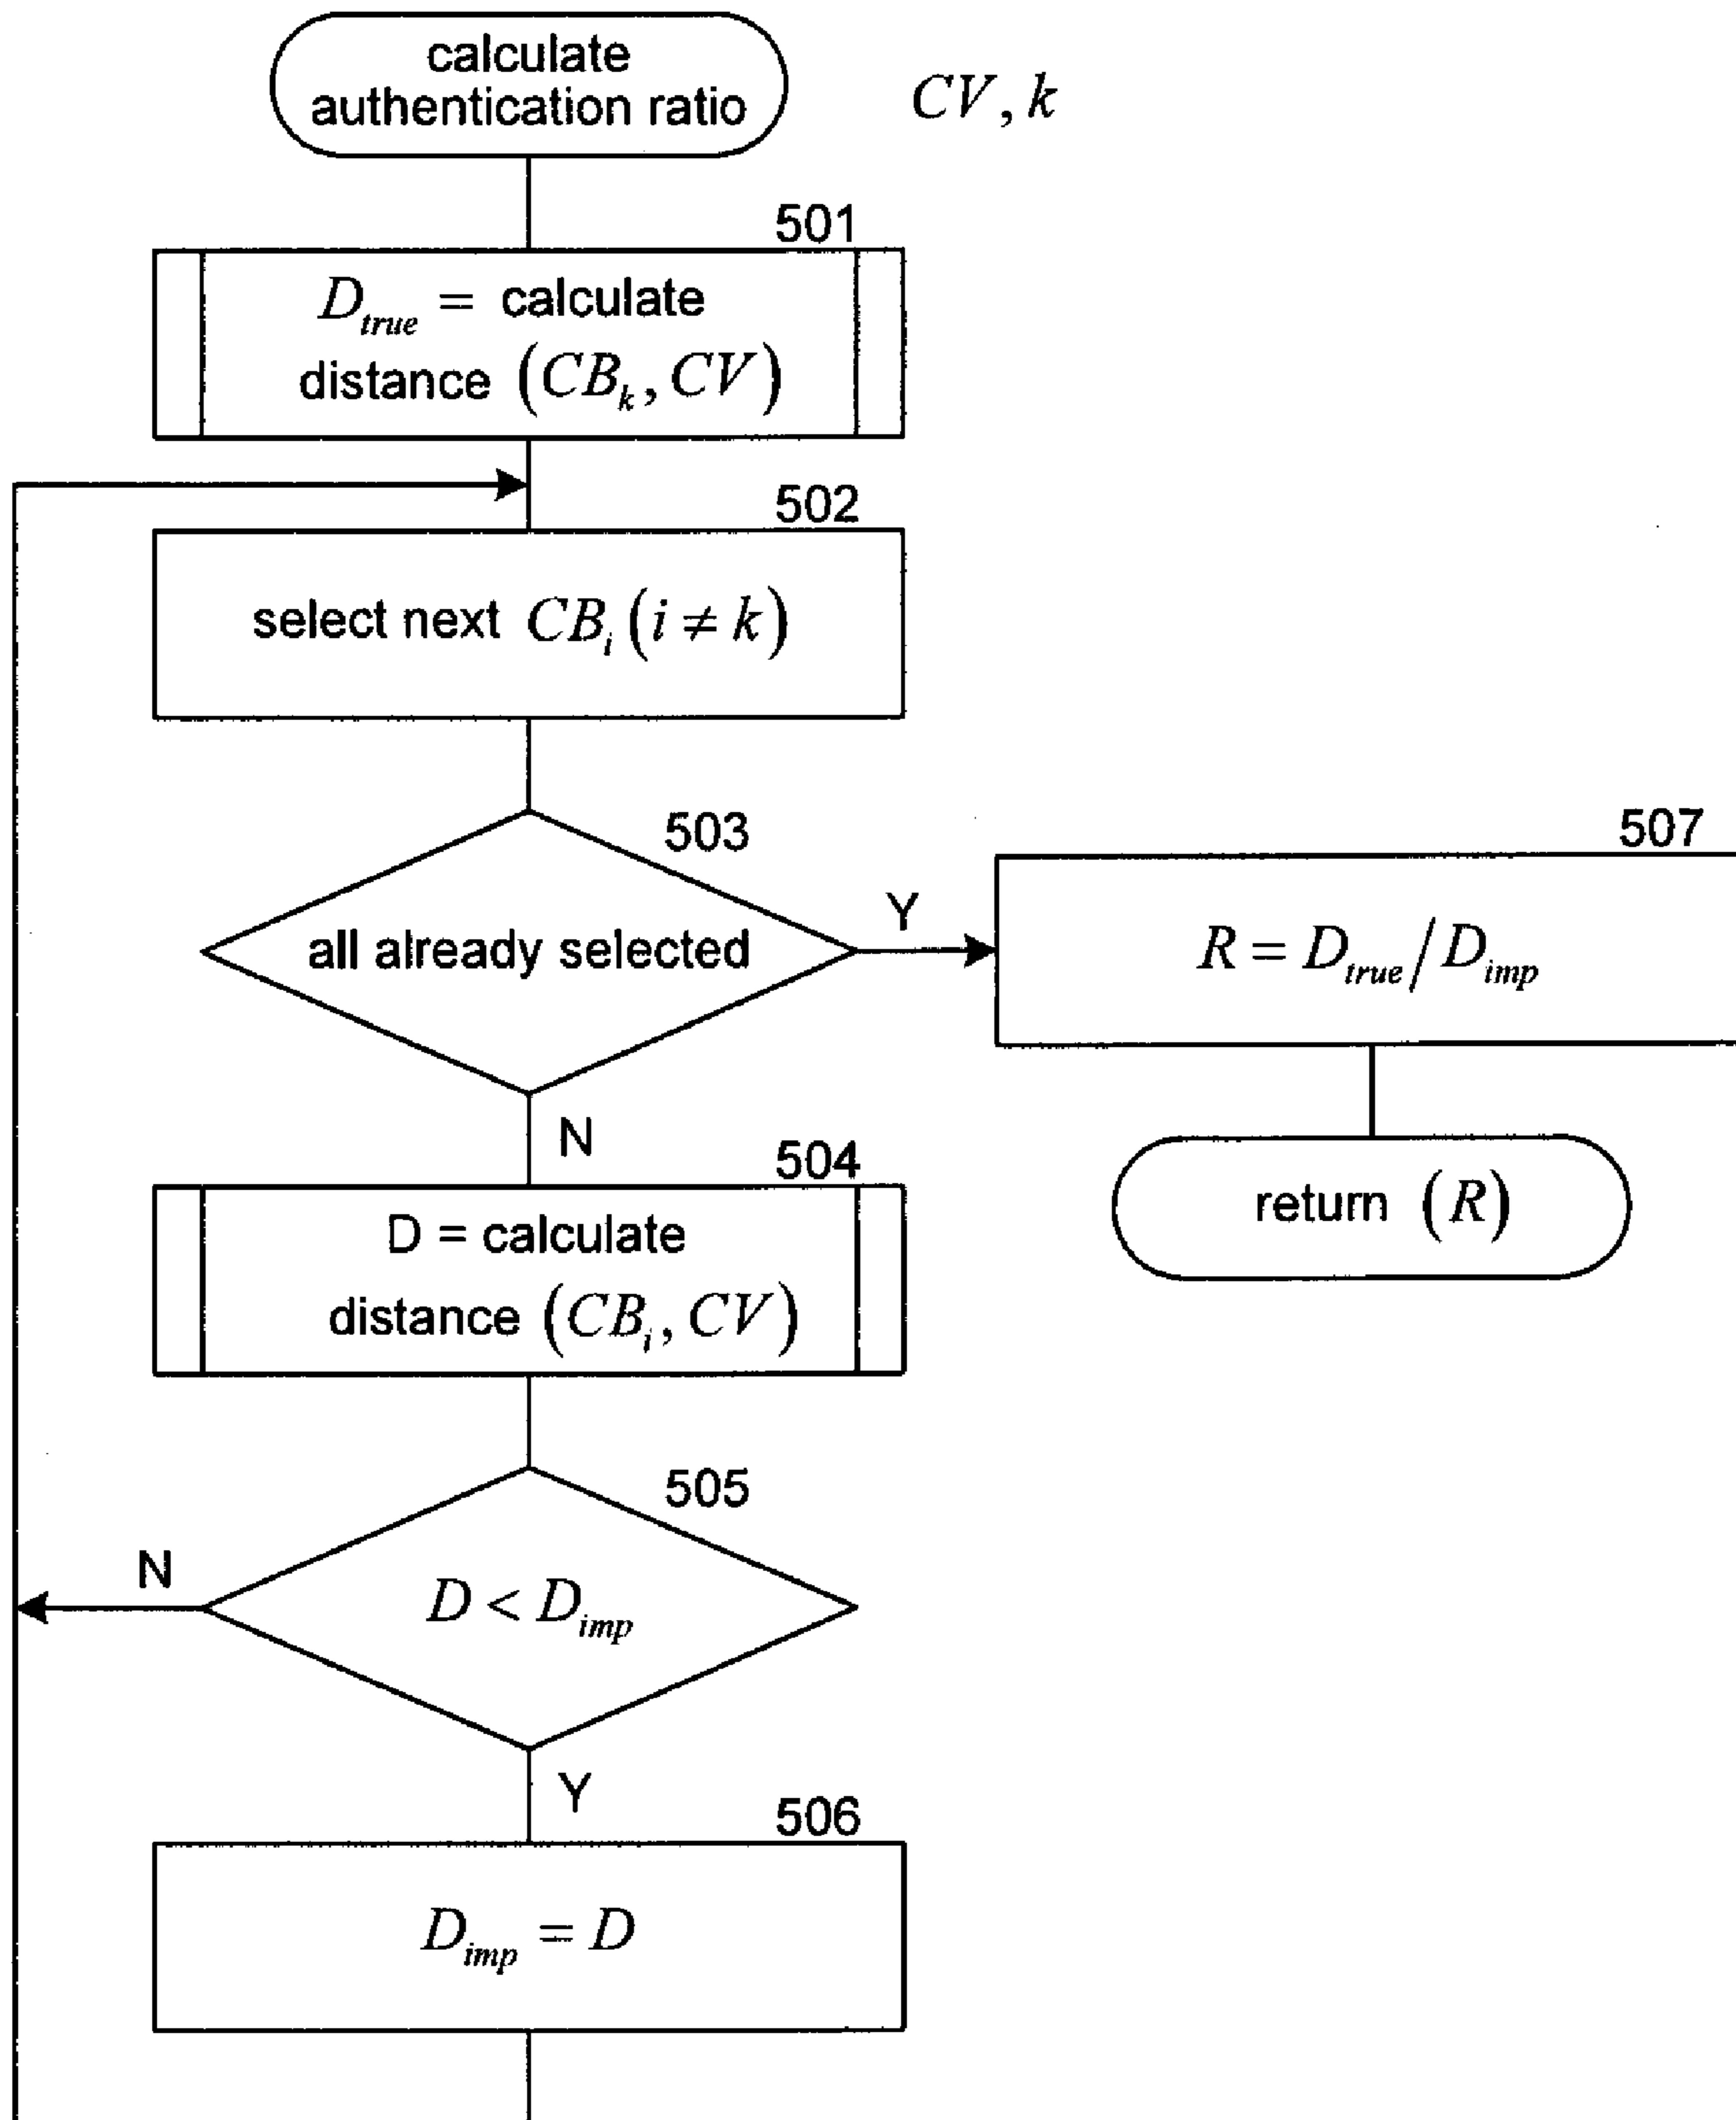 calculate
authentication ratio
CV, k
501
D_true = calculate
distance (CB_k, CV)
502
select next CB_i (i ≠ k)
503
all already selected
Y
507
R = D_true / D_imp
N
return (R)
504
D = calculate
distance (CB_i, CV)
505
N
D < D_imp
Y
506
D_imp = D